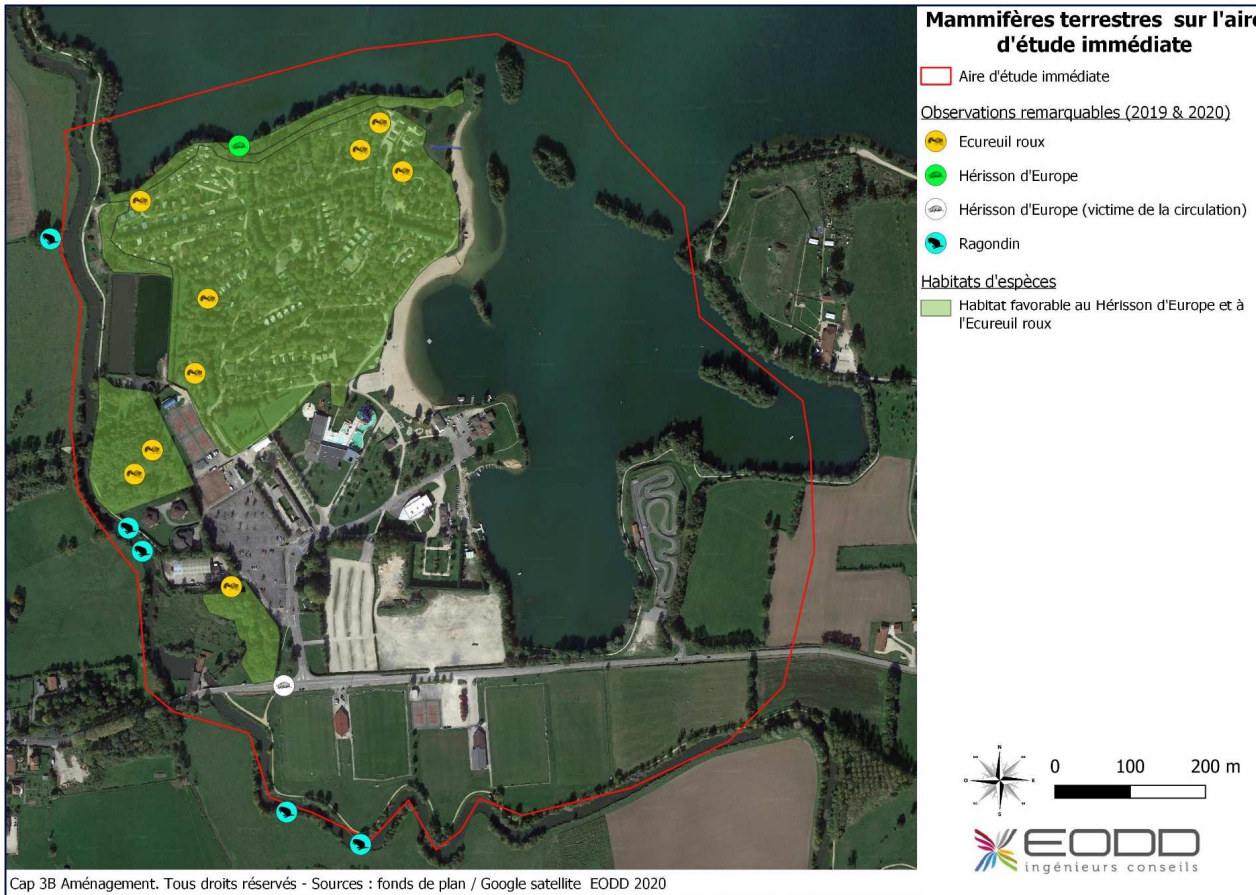 Mammifères terrestres sur l'aire
d'étude immédiate
Aire d'étude immédiate
Observations remarquables (2019 & 2020)
Ecureuil roux
Hérisson d'Europe
Hérisson d'Europe (victime de la circulation)
Ragondin
Habitats d'espèces
Habitat favorable au Hérisson d'Europe et à
l'Ecureuil roux
N
O
E
S
0 100 200 m
EODD
ingénieurs conseils
Cap 3B Aménagement. Tous droits réservés - Sources : fonds de plan / Google satellite EODD 2020